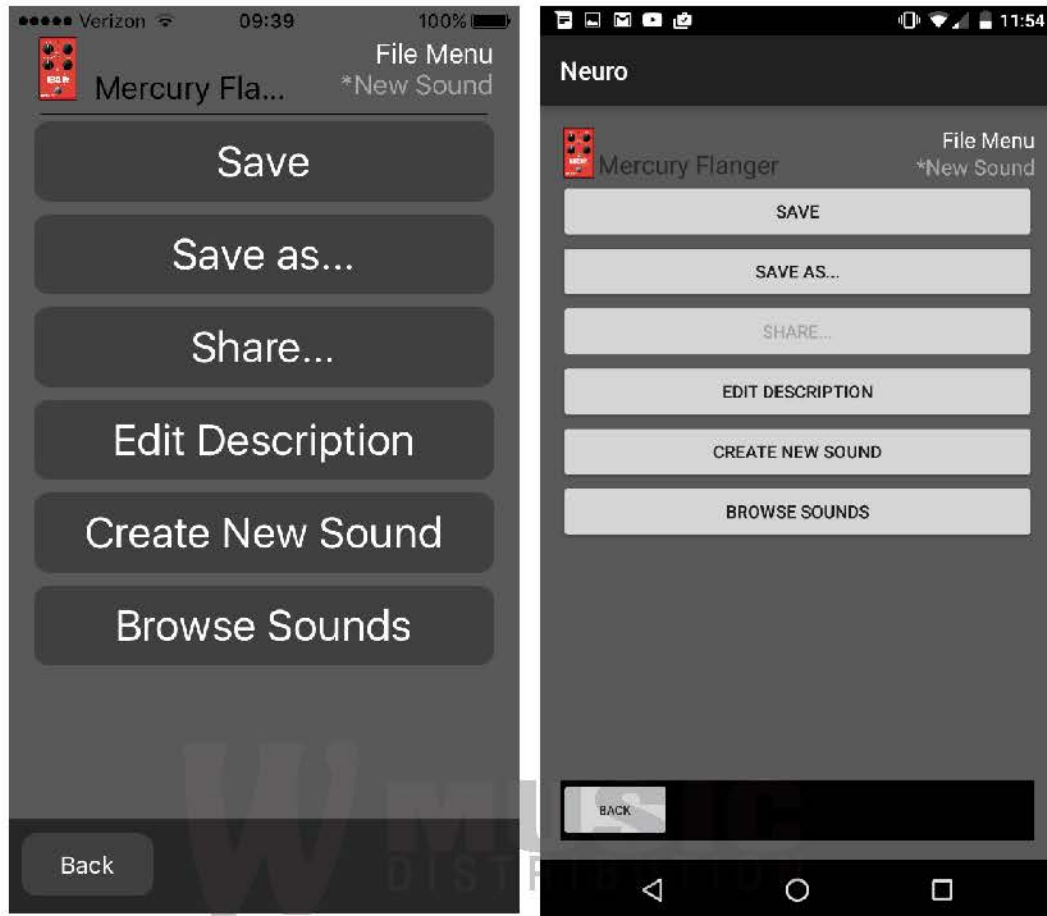 Verizon 09:39 100%
File Menu
Mercury Fla... *New Sound
Save
Save as...
Share...
Edit Description
Create New Sound
Browse Sounds
Back
11:54
Neuro
File Menu
Mercury Flanger *New Sound
SAVE
SAVE AS...
SHARE...
EDIT DESCRIPTION
CREATE NEW SOUND
BROWSE SOUNDS
BACK
W MUSIC
DISTRIBUTION